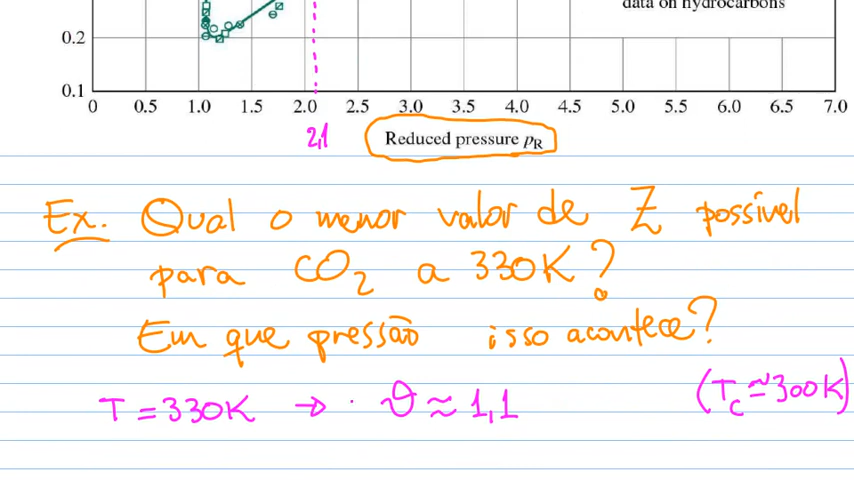 data on hydrocarbons
0.2
0.1
0 0.5 1.0 1.5 2.0 2.5 3.0 3.5 4.0 4.5 5.0 5.5 6.0 6.5 7.0
2,1
Reduced pressure pR
Ex. Qual o menor valor de Z possível
para CO2 a 330K?
Em que pressão isso acontece?
T = 330K → ϑ ≈ 1,1 (Tc ≃ 300K)